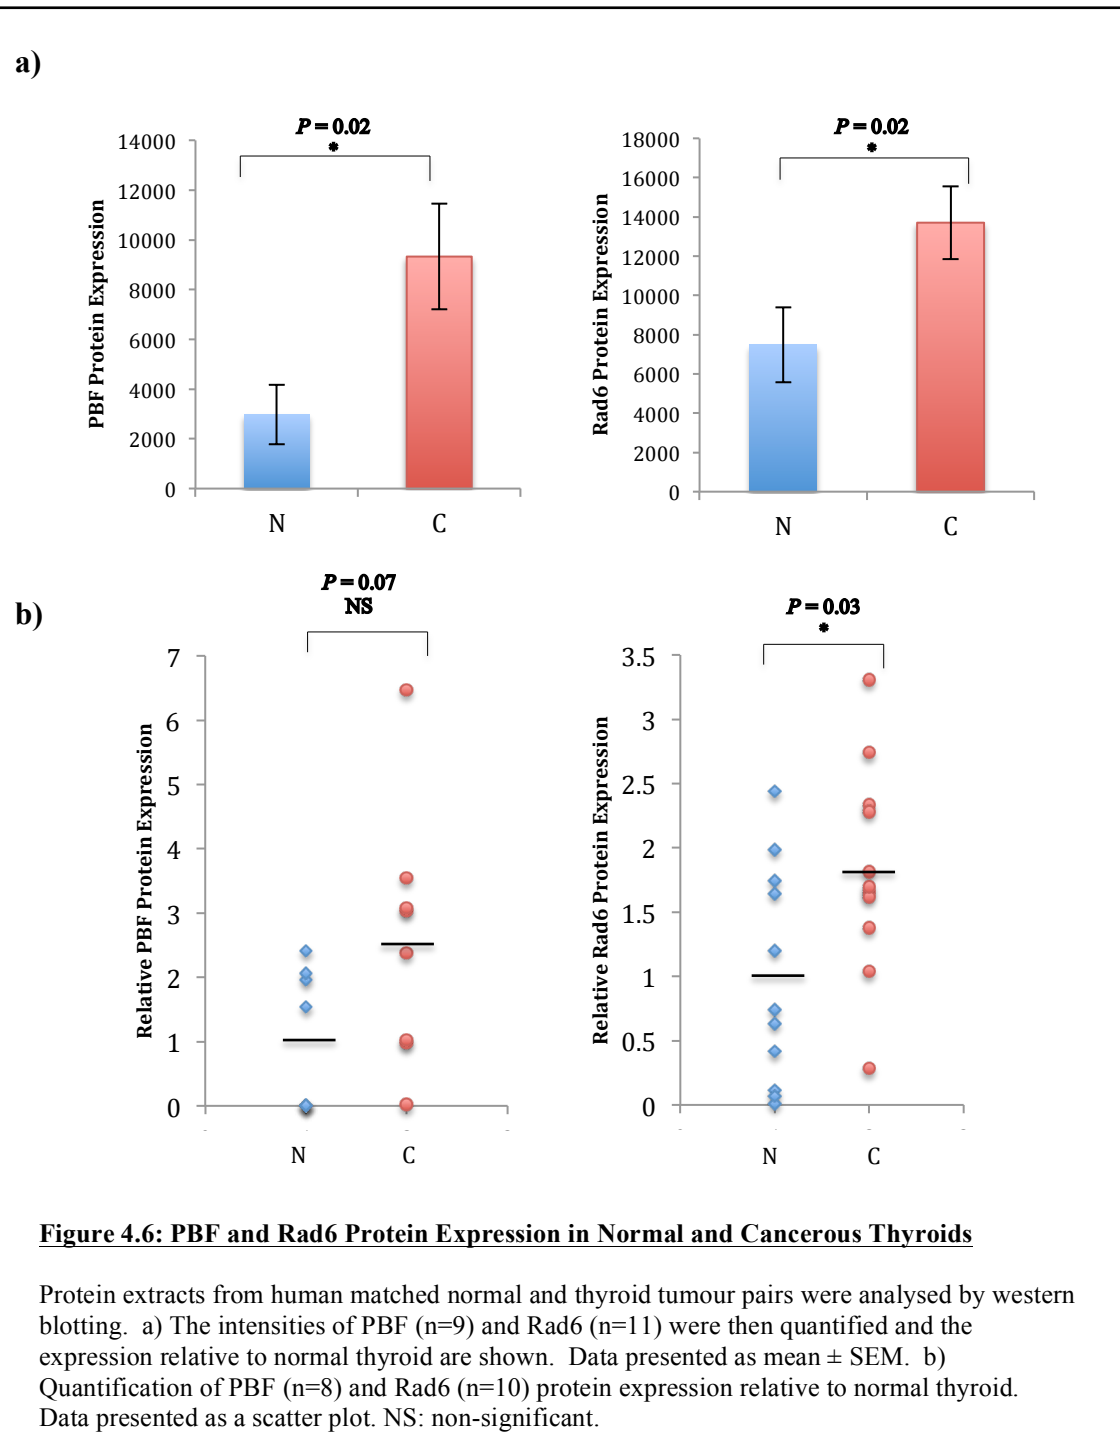 a)
P = 0.02
*
14000
12000
10000
8000
6000
4000
2000
0
PBF Protein Expression
N
C
P = 0.02
*
18000
16000
14000
12000
10000
8000
6000
4000
2000
0
Rad6 Protein Expression
N
C
b)
P = 0.07
NS
7
6
5
4
3
2
1
0
Relative PBF Protein Expression
N
C
P = 0.03
*
3.5
3
2.5
2
1.5
1
0.5
0
Relative Rad6 Protein Expression
N
C
Figure 4.6: PBF and Rad6 Protein Expression in Normal and Cancerous Thyroids
Protein extracts from human matched normal and thyroid tumour pairs were analysed by western
blotting. a) The intensities of PBF (n=9) and Rad6 (n=11) were then quantified and the
expression relative to normal thyroid are shown. Data presented as mean ± SEM. b)
Quantification of PBF (n=8) and Rad6 (n=10) protein expression relative to normal thyroid.
Data presented as a scatter plot. NS: non-significant.